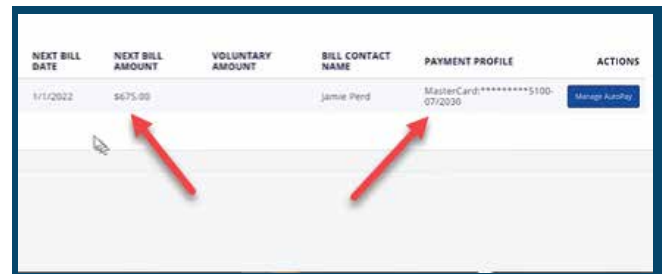 NEXT BILL DATE NEXT BILL AMOUNT VOLUNTARY AMOUNT BILL CONTACT NAME PAYMENT PROFILE ACTIONS
1/1/2022 $675.00 Jamie Perd MasterCard:*********5100-
07/2030 Manage AutoPay